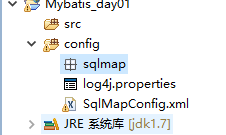 Mybatis_day01
src
config
sqlmap
log4j.properties
SqlMapConfig.xml
JRE 系统库 [jdk1.7]